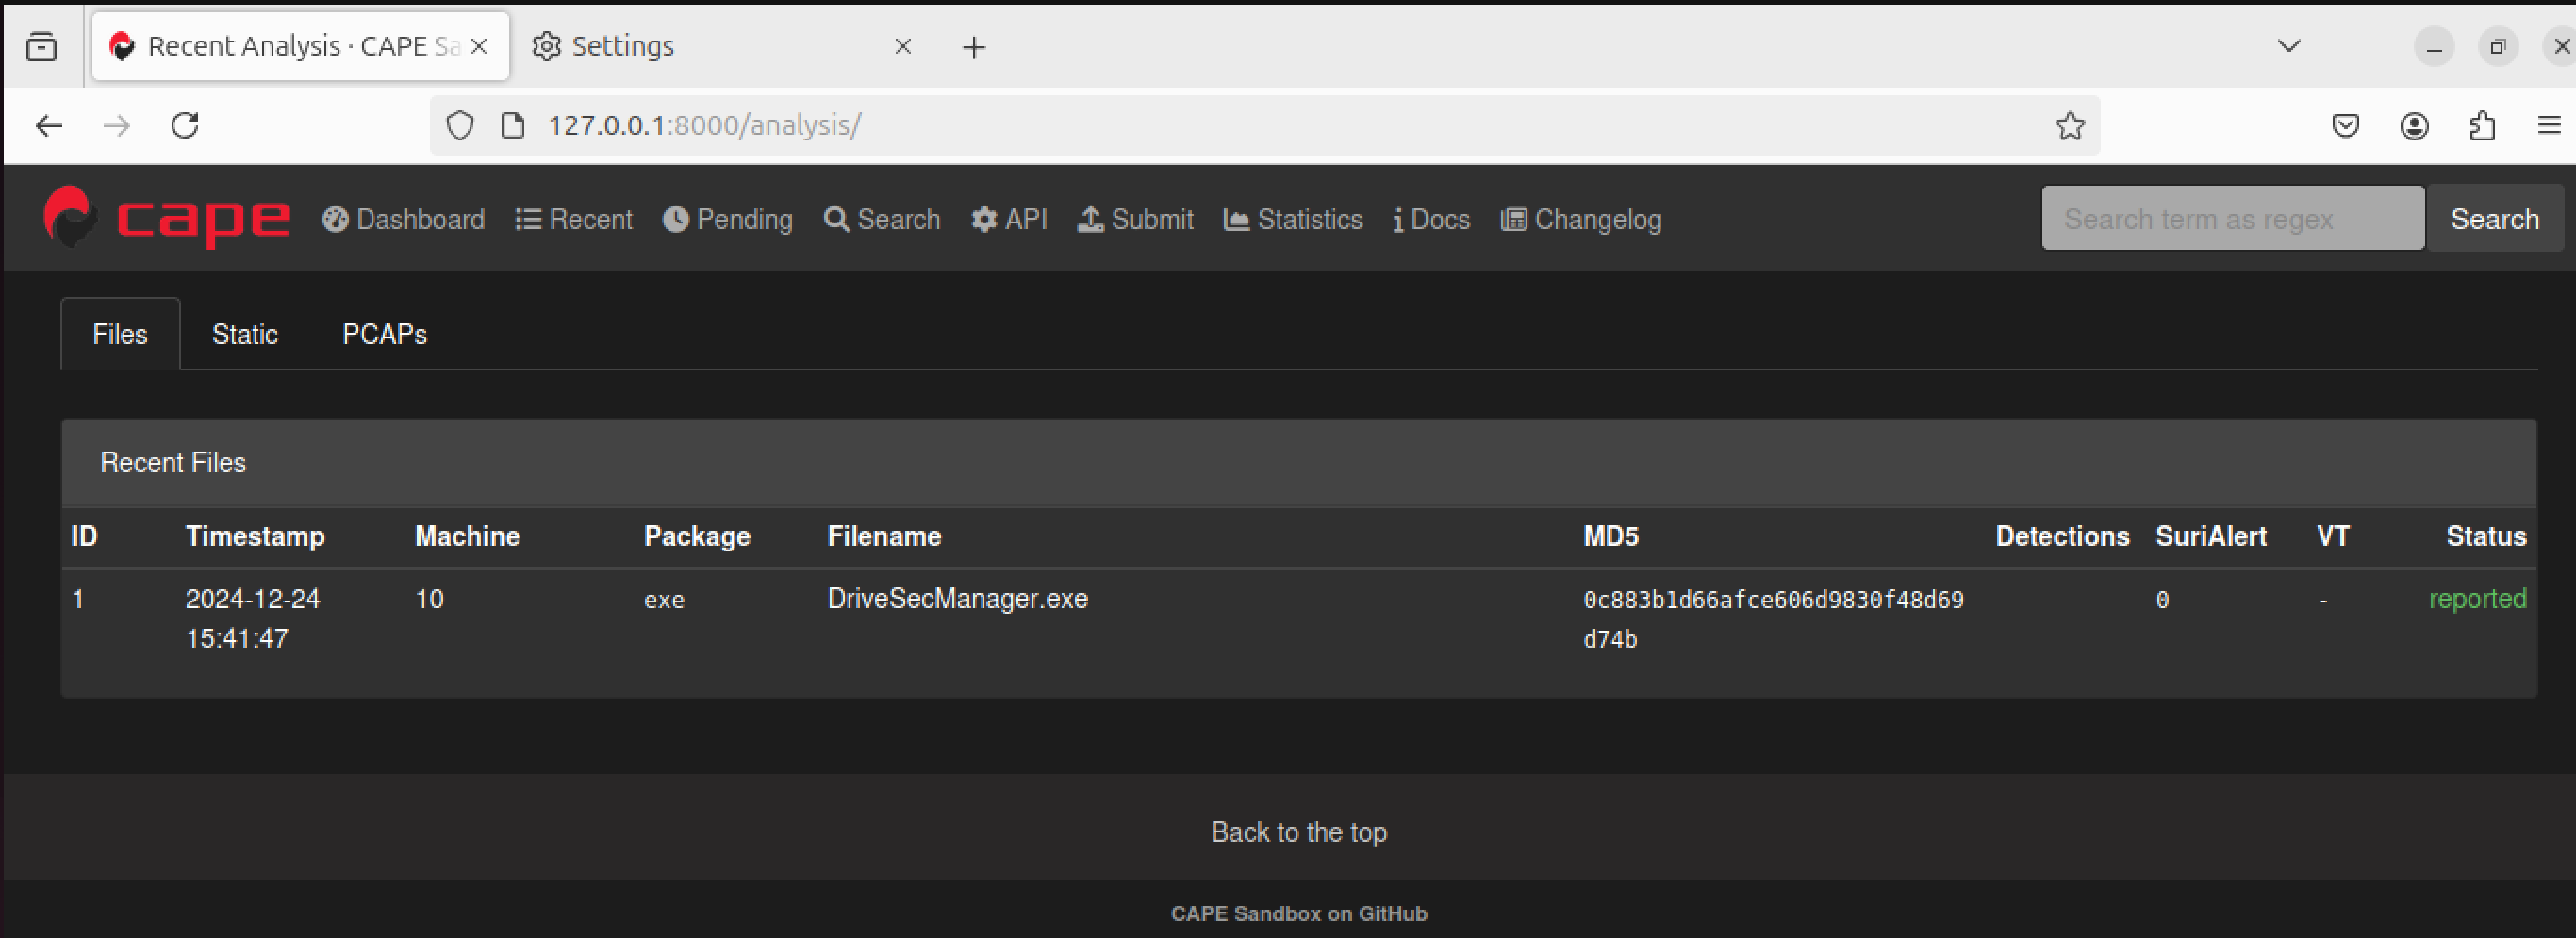 Recent Analysis · CAPE Sa
Settings
127.0.0.1:8000/analysis/
cape Dashboard Recent Pending Search API Submit Statistics Docs Changelog Search term as regex Search
Files Static PCAPs
Recent Files
ID Timestamp Machine Package Filename MD5 Detections SuriAlert VT Status
1 2024-12-24 10 exe DriveSecManager.exe 0c883b1d66afce606d9830f48d69 0 - reported
15:41:47 d74b
Back to the top
CAPE Sandbox on GitHub